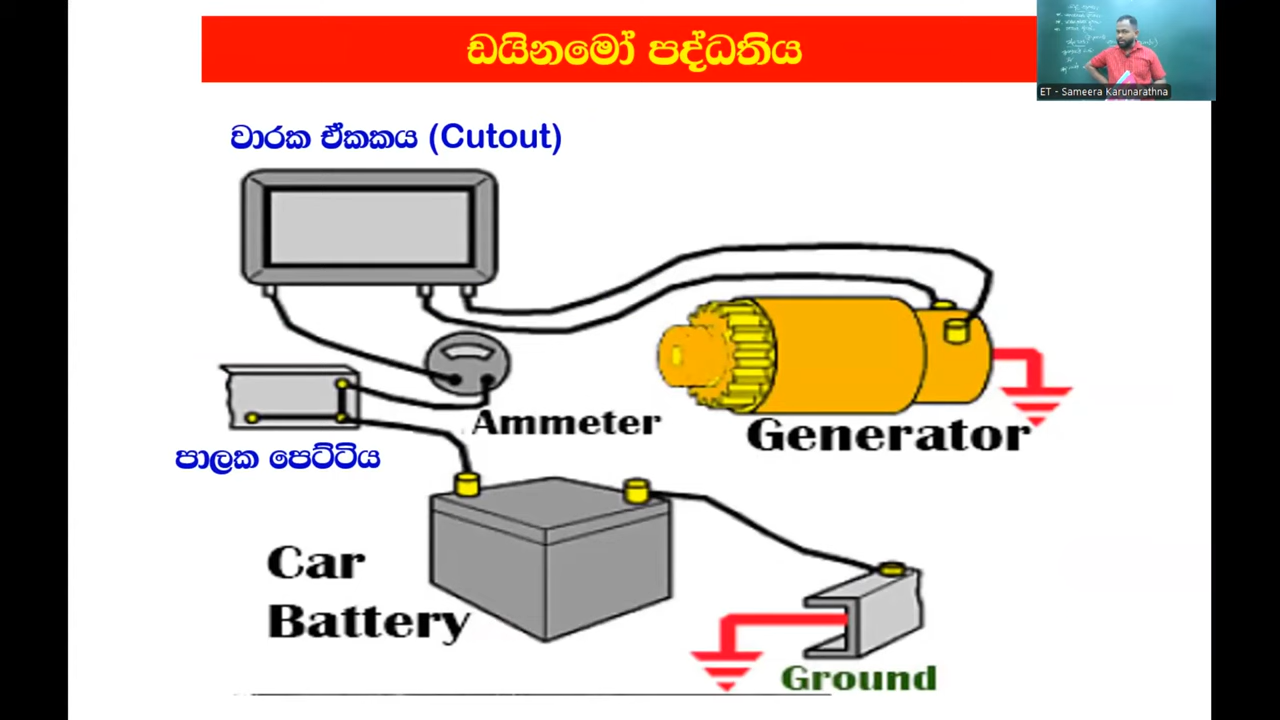 ඩයිනමෝ පද්ධතිය
ET - Sameera Karunarathna
වාරක ඒකකය (Cutout)
Ammeter
Generator
පාලක පෙට්ටිය
Car
Battery
Ground